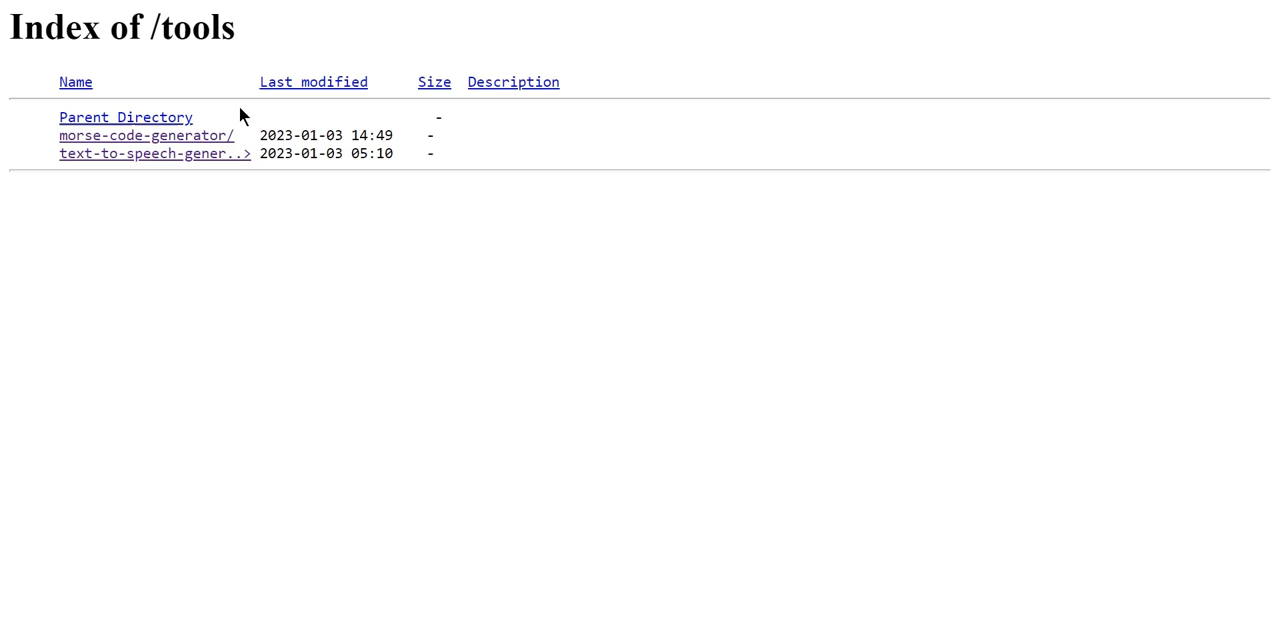 Index of /tools
Name Last modified Size Description
Parent Directory -
morse-code-generator/ 2023-01-03 14:49 -
text-to-speech-gener..> 2023-01-03 05:10 -